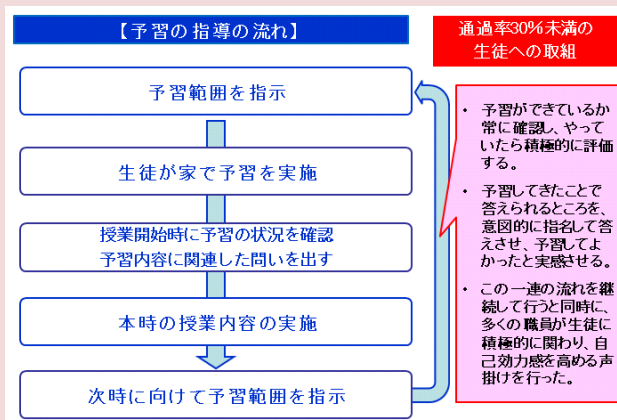 【予習の指導の流れ】
予習範囲を指示
生徒が家で予習を実施
授業開始時に予習の状況を確認
予習内容に関連した問いを出す
本時の授業内容の実施
次時に向けて予習範囲を指示
通過率30%未満の
生徒への取組
・ 予習ができているか
常に確認し、やって
いたら積極的に評価
する。
・ 予習してきたことで
答えられるところを、
意図的に指名して答
えさせ、予習してよ
かったと実感させる。
・ この一連の流れを継
続して行うと同時に、
多くの職員が生徒に
積極的に関わり、自
己効力感を高める声
掛けを行った。